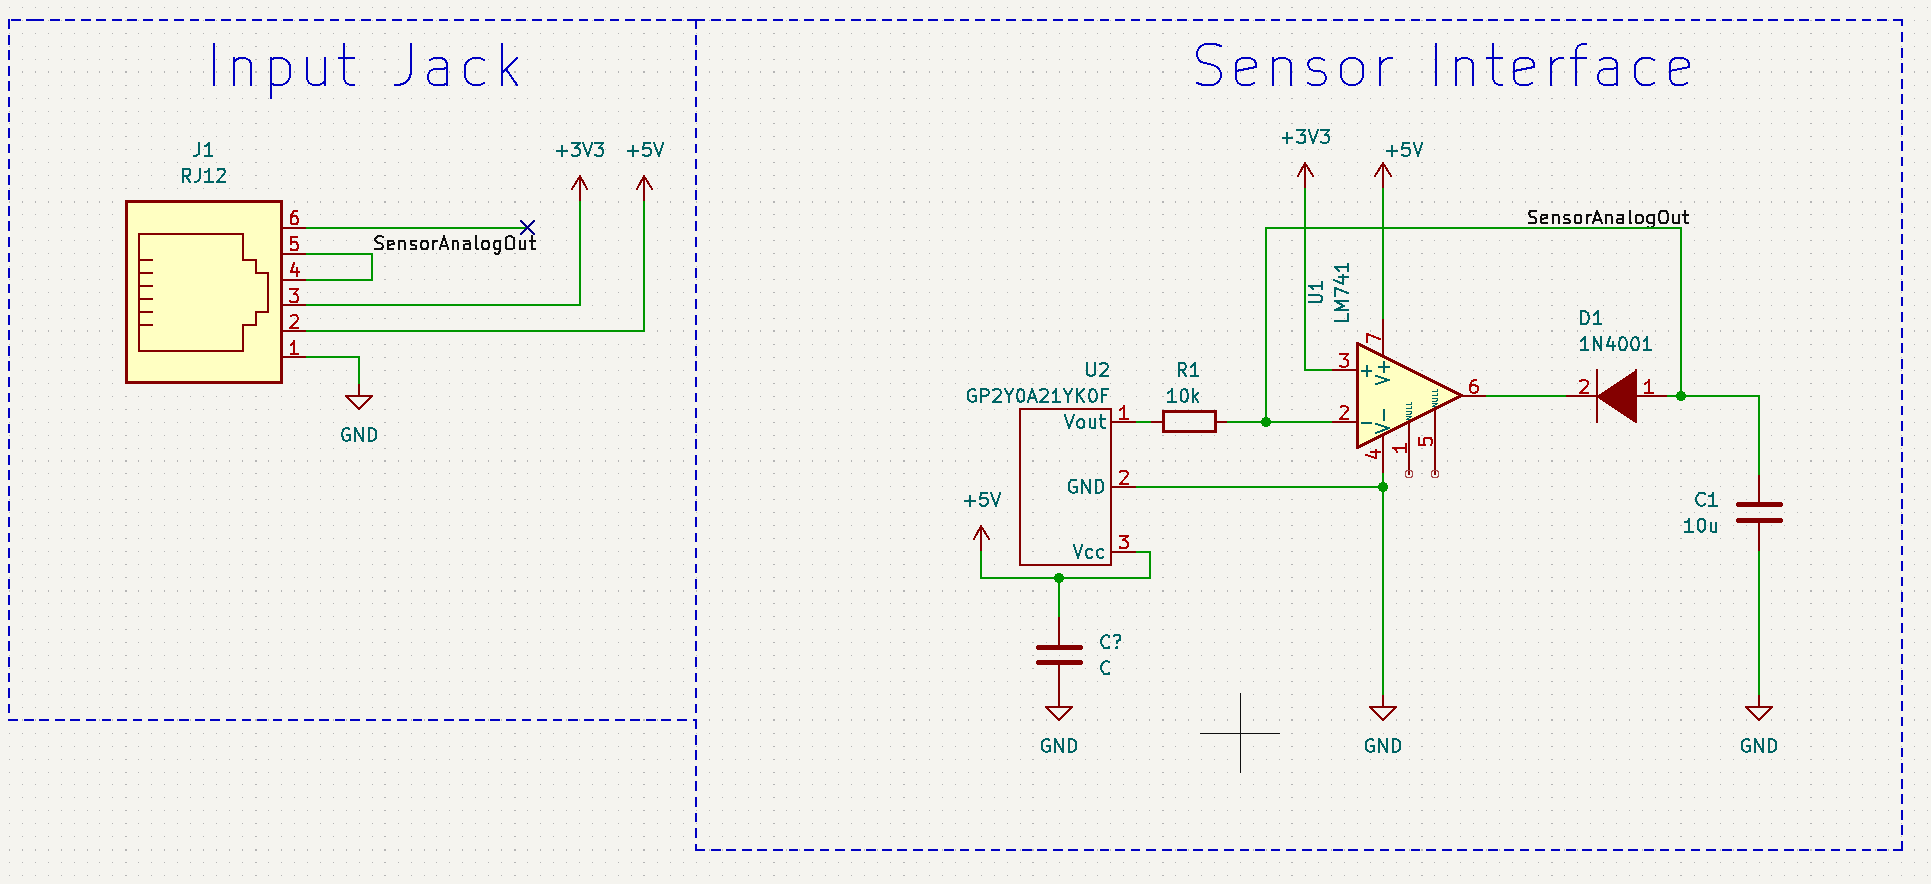 Input Jack
J1
RJ12
+3V3
+5V
6
SensorAnalogOut
5
4
3
2
1
GND
Sensor Interface
+3V3
+5V
SensorAnalogOut
U1
LM741
7
3
+
V+
2
-
V-
NULL
NULL
4
1
5
6
D1
1N4001
2
1
U2
GP2Y0A21YK0F
Vout
1
GND
2
Vcc
3
R1
10k
+5V
C?
C
GND
GND
C1
10u
GND